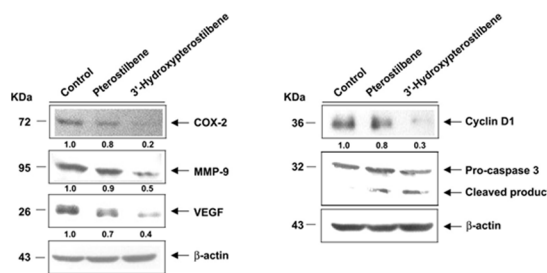 Control
Pterostilbene
3'-Hydroxypterostilbene
KDa
72
COX-2
1.0 0.8 0.2
95
MMP-9
1.0 0.9 0.5
26
VEGF
1.0 0.7 0.4
43
β-actin
Control
Pterostilbene
3'-Hydroxypterostilbene
KDa
36
Cyclin D1
1.0 0.8 0.3
32
Pro-caspase 3
Cleaved produc
43
β-actin